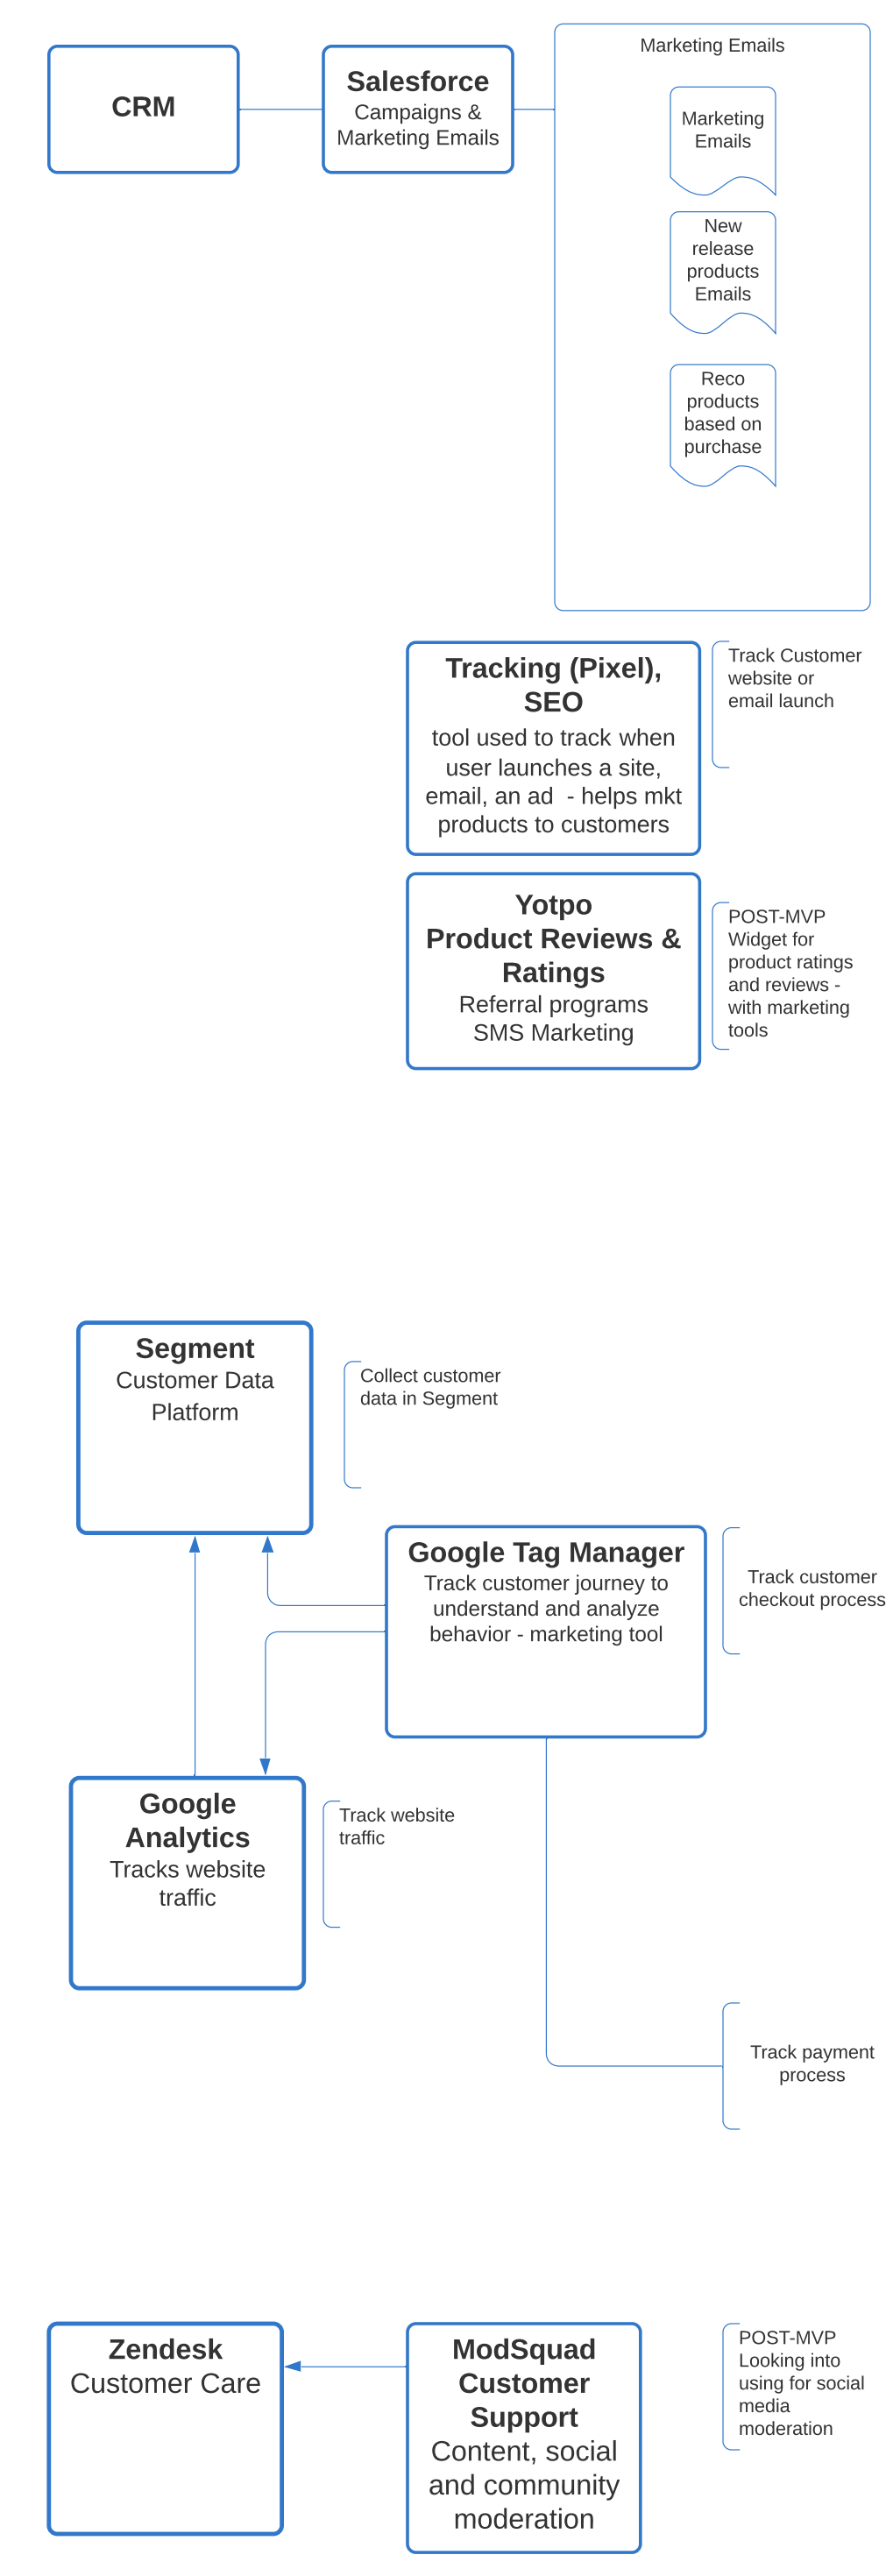 CRM
Salesforce
Campaigns &
Marketing Emails
Marketing Emails
Marketing
Emails
New
release
products
Emails
Reco
products
based on
purchase
Tracking (Pixel),
SEO
tool used to track when
user launches a site,
email, an ad  - helps mkt
products to customers
Track Customer
website or
email launch
Yotpo
Product Reviews &
Ratings
Referral programs
SMS Marketing
POST-MVP
Widget for
product ratings
and reviews -
with marketing
tools
Segment
Customer Data
Platform
Collect customer
data in Segment
Google Tag Manager
Track customer journey to
understand and analyze
behavior - marketing tool
Track customer
checkout process
Google
Analytics
Tracks website
traffic
Track website
traffic
Track payment
process
Zendesk
Customer Care
ModSquad
Customer
Support
Content, social
and community
moderation
POST-MVP
Looking into
using for social
media
moderation